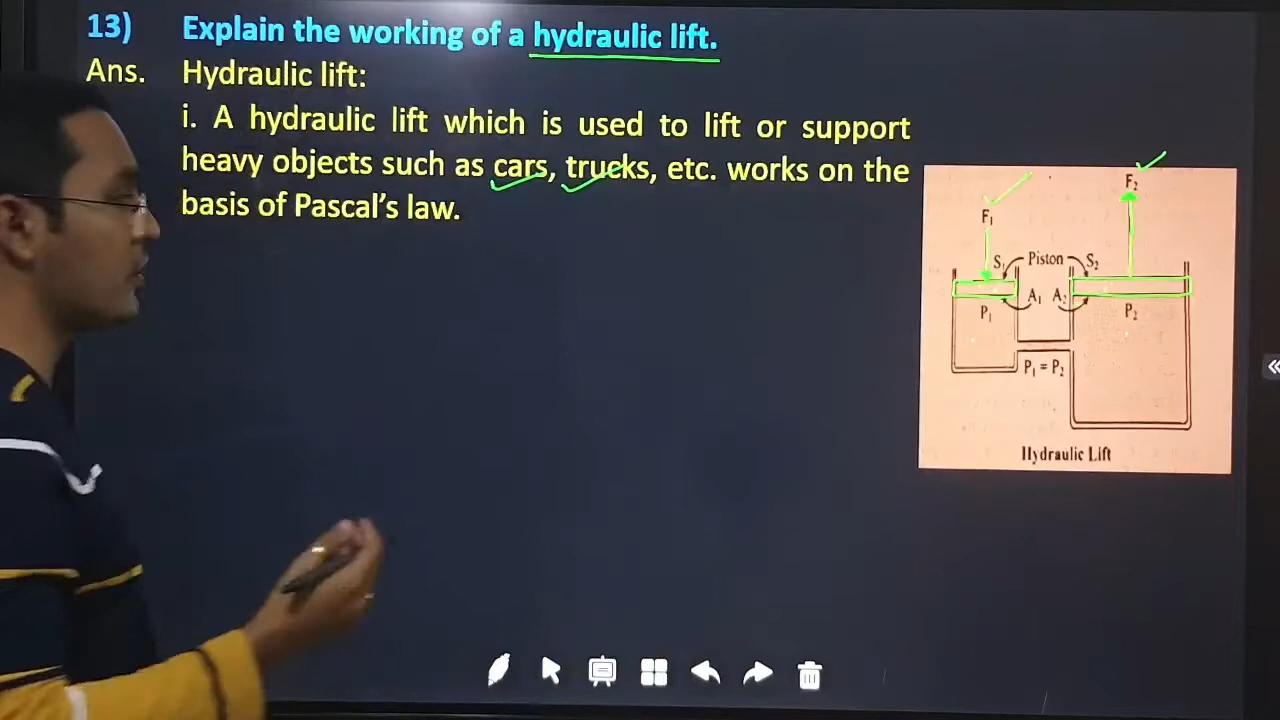 13) Explain the working of a hydraulic lift.
Ans. Hydraulic lift:
i. A hydraulic lift which is used to lift or support
heavy objects such as cars, trucks, etc. works on the
basis of Pascal's law.
F₂
F₁
S₁ Piston S₂
A₁ A₂
P₁ P₂
P₁ = P₂
Hydraulic Lift